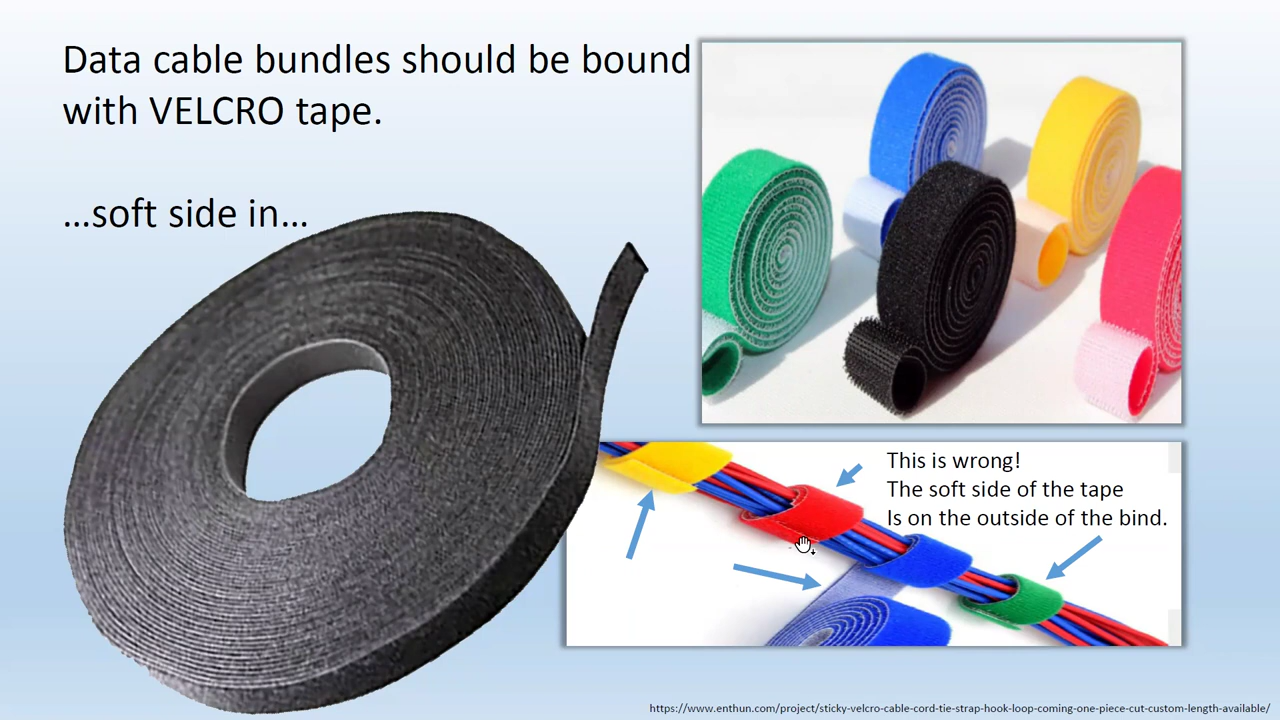 Data cable bundles should be bound
with VELCRO tape.
...soft side in...
This is wrong!
The soft side of the tape
Is on the outside of the bind.
https://www.enthun.com/project/sticky-velcro-cable-cord-tie-strap-hook-loop-coming-one-piece-cut-custom-length-available/